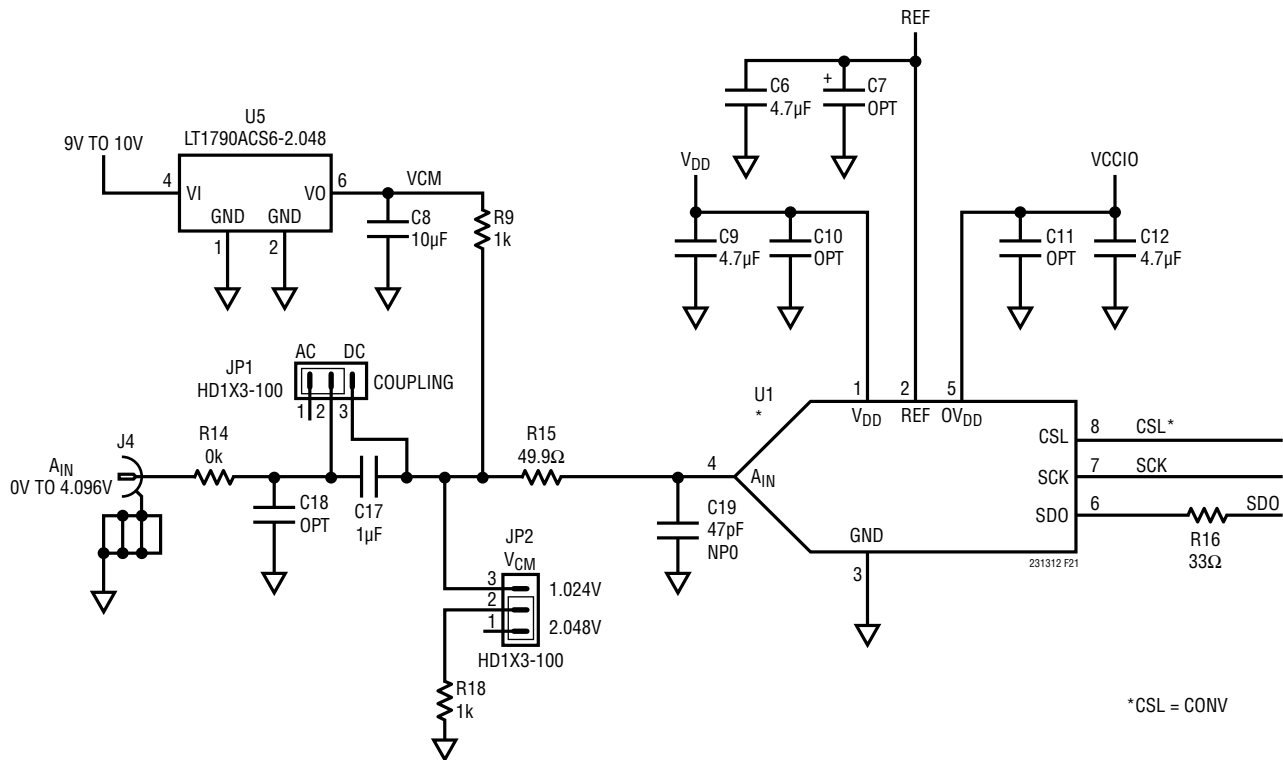 REF
C6
4.7µF
+
C7
OPT
U5
LT1790ACS6-2.048
9V TO 10V
4
VI
VO
6
GND
GND
1
2
VCM
C8
10µF
R9
1k
VDD
C9
4.7µF
C10
OPT
VCCIO
C11
OPT
C12
4.7µF
AC
DC
JP1
HD1X3-100
COUPLING
1
2
3
J4
AIN
0V TO 4.096V
R14
0k
C18
OPT
C17
1µF
R15
49.9Ω
JP2
VCM
3
2
1
1.024V
2.048V
HD1X3-100
R18
1k
C19
47pF
NP0
U1
*
1
2
5
VDD
REF
OVDD
4
AIN
CSL
8
CSL*
SCK
7
SCK
SDO
6
SDO
R16
33Ω
GND
3
231312 F21
*CSL = CONV